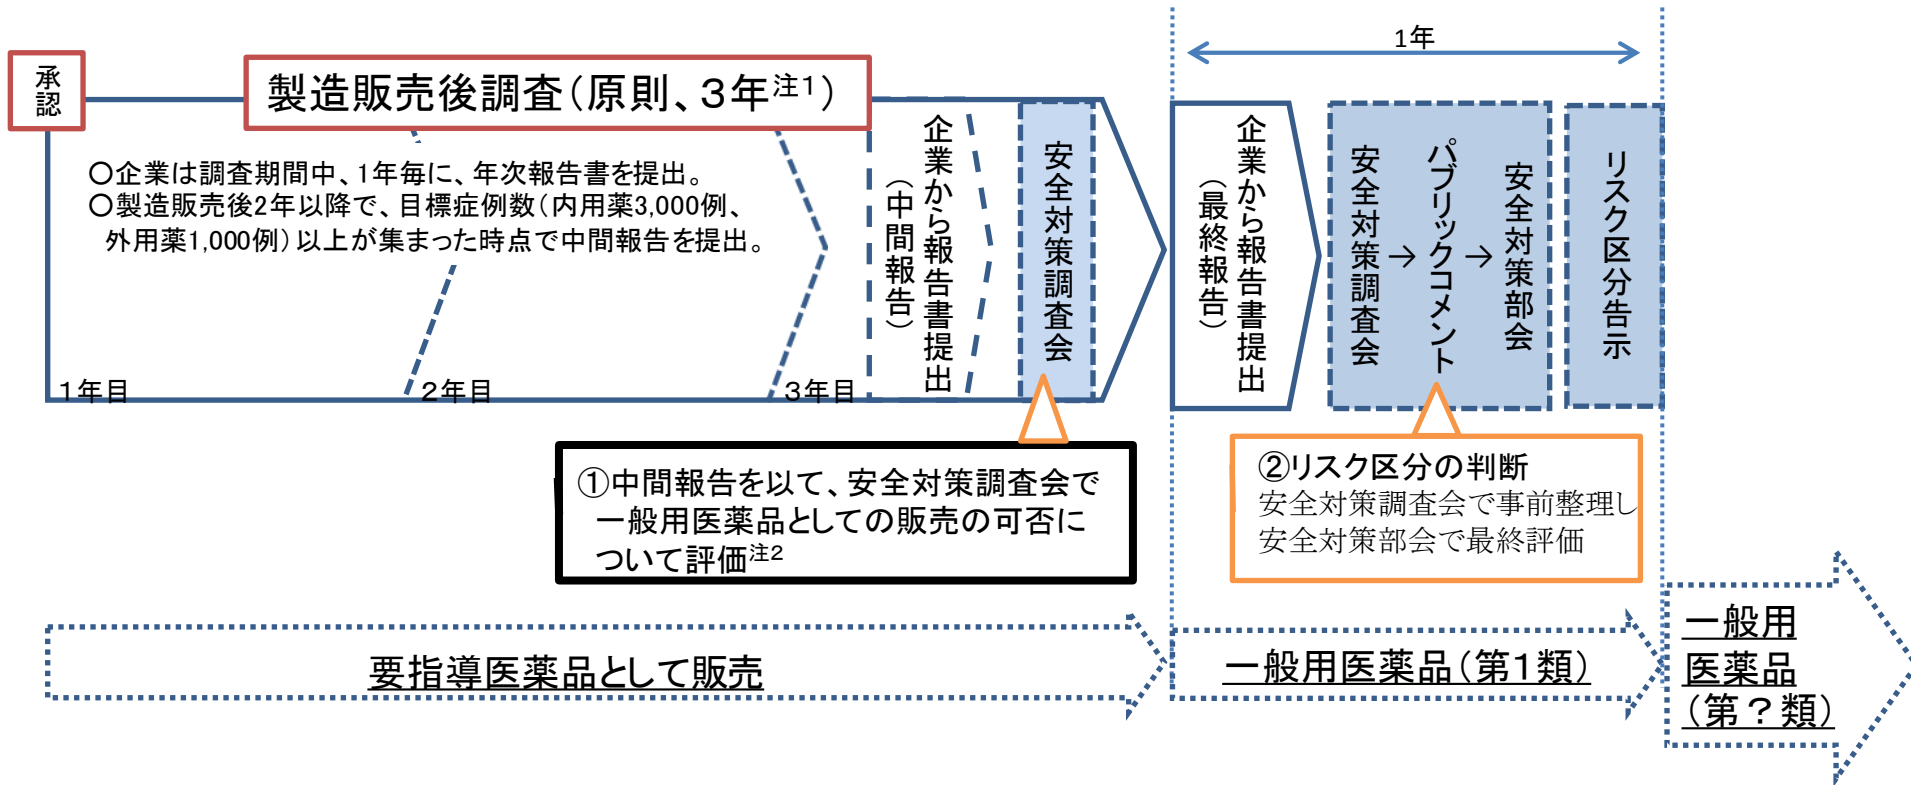 承認
製造販売後調査(原則、3年注1)
1年
○企業は調査期間中、1年毎に、年次報告書を提出。
○製造販売後2年以降で、目標症例数(内用薬3,000例、
外用薬1,000例)以上が集まった時点で中間報告を提出。
1年目
2年目
3年目
企業から報告書提出
(中間報告)
安全対策調査会
企業から報告書提出
(最終報告)
安全対策調査会
→
パブリックコメント
→
安全対策部会
リスク区分告示
①中間報告を以て、安全対策調査会で
一般用医薬品としての販売の可否に
ついて評価注2
②リスク区分の判断
安全対策調査会で事前整理し
安全対策部会で最終評価
要指導医薬品として販売
一般用医薬品(第1類)
一般用
医薬品
(第?類)